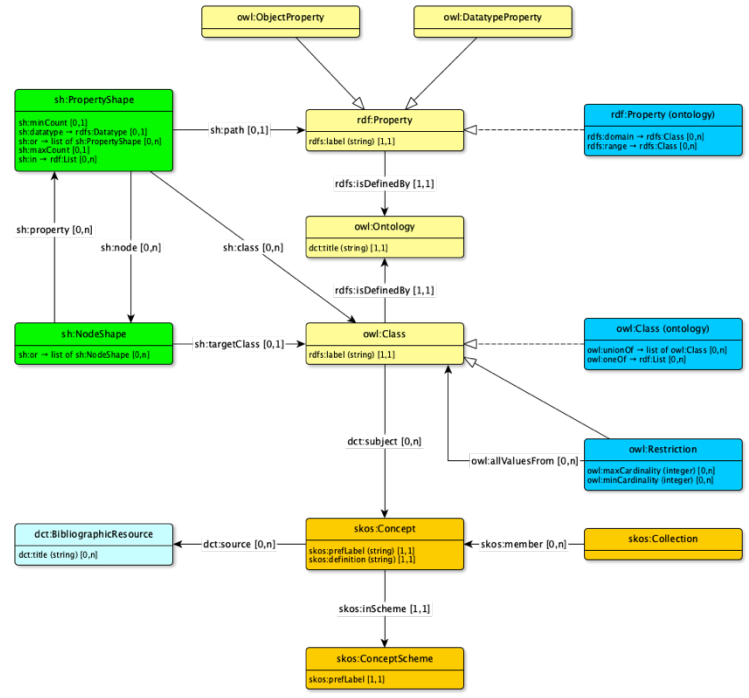 owl:ObjectProperty
owl:DatatypeProperty
sh:PropertyShape
sh:minCount [0,1]
sh:datatype → rdfs:Datatype [0,1]
sh:or → list of sh:PropertyShape [0,n]
sh:maxCount [0,1]
sh:in → rdf:List [0,n]
sh:path [0,1]
rdf:Property
rdfs:label (string) [1,1]
rdf:Property (ontology)
rdfs:domain → rdfs:Class [0,n]
rdfs:range → rdfs:Class [0,n]
rdfs:isDefinedBy [1,1]
sh:property [0,n]
sh:node [0,n]
sh:class [0,n]
owl:Ontology
dct:title (string) [1,1]
rdfs:isDefinedBy [1,1]
sh:NodeShape
sh:or → list of sh:NodeShape [0,n]
sh:targetClass [0,1]
owl:Class
rdfs:label (string) [1,1]
owl:Class (ontology)
owl:unionOf → list of owl:Class [0,n]
owl:oneOf → rdf:List [0,n]
dct:subject [0,n]
owl:allValuesFrom [0,n]
owl:Restriction
owl:maxCardinality (integer) [0,n]
owl:minCardinality (integer) [0,n]
dct:BibliographicResource
dct:title (string) [0,n]
dct:source [0,n]
skos:Concept
skos:prefLabel (string) [1,1]
skos:definition (string) [1,1]
skos:member [0,n]
skos:Collection
skos:inScheme [1,1]
skos:ConceptScheme
skos:prefLabel [1,1]